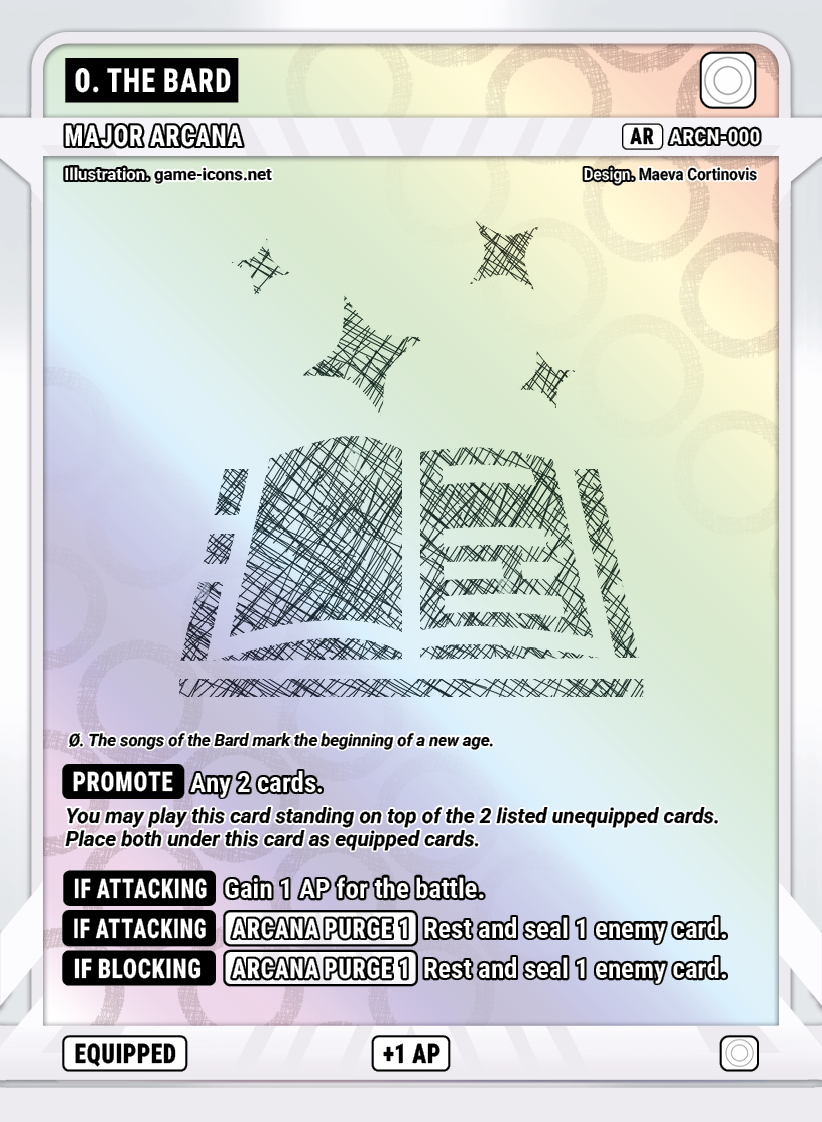 0. THE BARD
MAJOR ARCANA
AR ARCN-000
Illustration. game-icons.net
Design. Maeva Cortinovis
Ø. The songs of the Bard mark the beginning of a new age.
PROMOTE Any 2 cards.
You may play this card standing on top of the 2 listed unequipped cards.
Place both under this card as equipped cards.
IF ATTACKING Gain 1 AP for the battle.
IF ATTACKING ARCANA PURGE 1 Rest and seal 1 enemy card.
IF BLOCKING ARCANA PURGE 1 Rest and seal 1 enemy card.
EQUIPPED
+1 AP